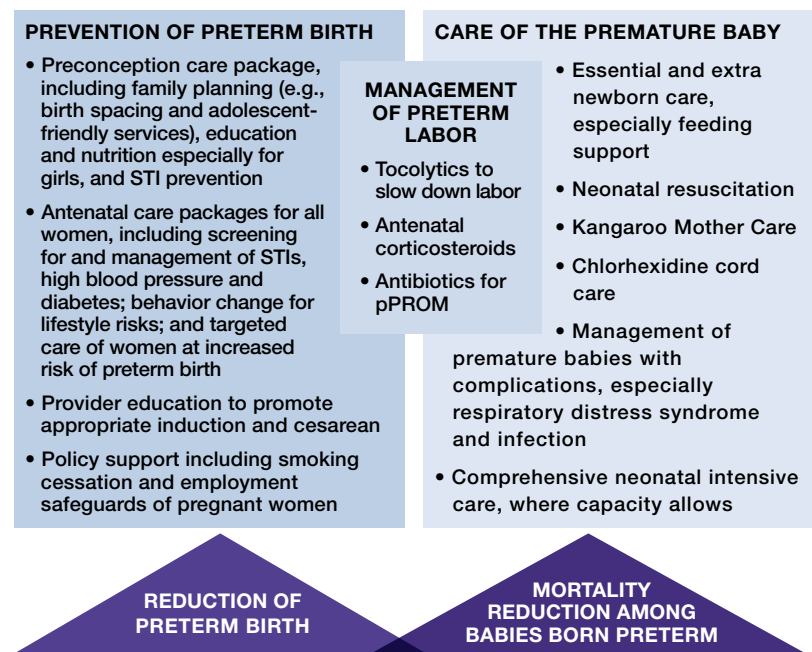 PREVENTION OF PRETERM BIRTH
• Preconception care package,
including family planning (e.g.,
birth spacing and adolescent-
friendly services), education
and nutrition especially for
girls, and STI prevention
• Antenatal care packages for all
women, including screening
for and management of STIs,
high blood pressure and
diabetes; behavior change for
lifestyle risks; and targeted
care of women at increased
risk of preterm birth
• Provider education to promote
appropriate induction and cesarean
• Policy support including smoking
cessation and employment
safeguards of pregnant women
MANAGEMENT
OF PRETERM
LABOR
• Tocolytics to
slow down labor
• Antenatal
corticosteroids
• Antibiotics for
pPROM
CARE OF THE PREMATURE BABY
• Essential and extra
newborn care,
especially feeding
support
• Neonatal resuscitation
• Kangaroo Mother Care
• Chlorhexidine cord
care
• Management of
premature babies with
complications, especially
respiratory distress syndrome
and infection
• Comprehensive neonatal intensive
care, where capacity allows
REDUCTION OF
PRETERM BIRTH
MORTALITY
REDUCTION AMONG
BABIES BORN PRETERM